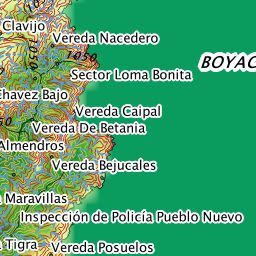 Clavijo
Vereda Nacedero
1050
BOYAC
Sector Loma Bonita
Chavez Bajo
Vereda Caipal
Vereda De Betania
Almendros
Vereda Bejucales
Maravillas
Inspección de Policía Pueblo Nuevo
a Tigra
Vereda Posuelos